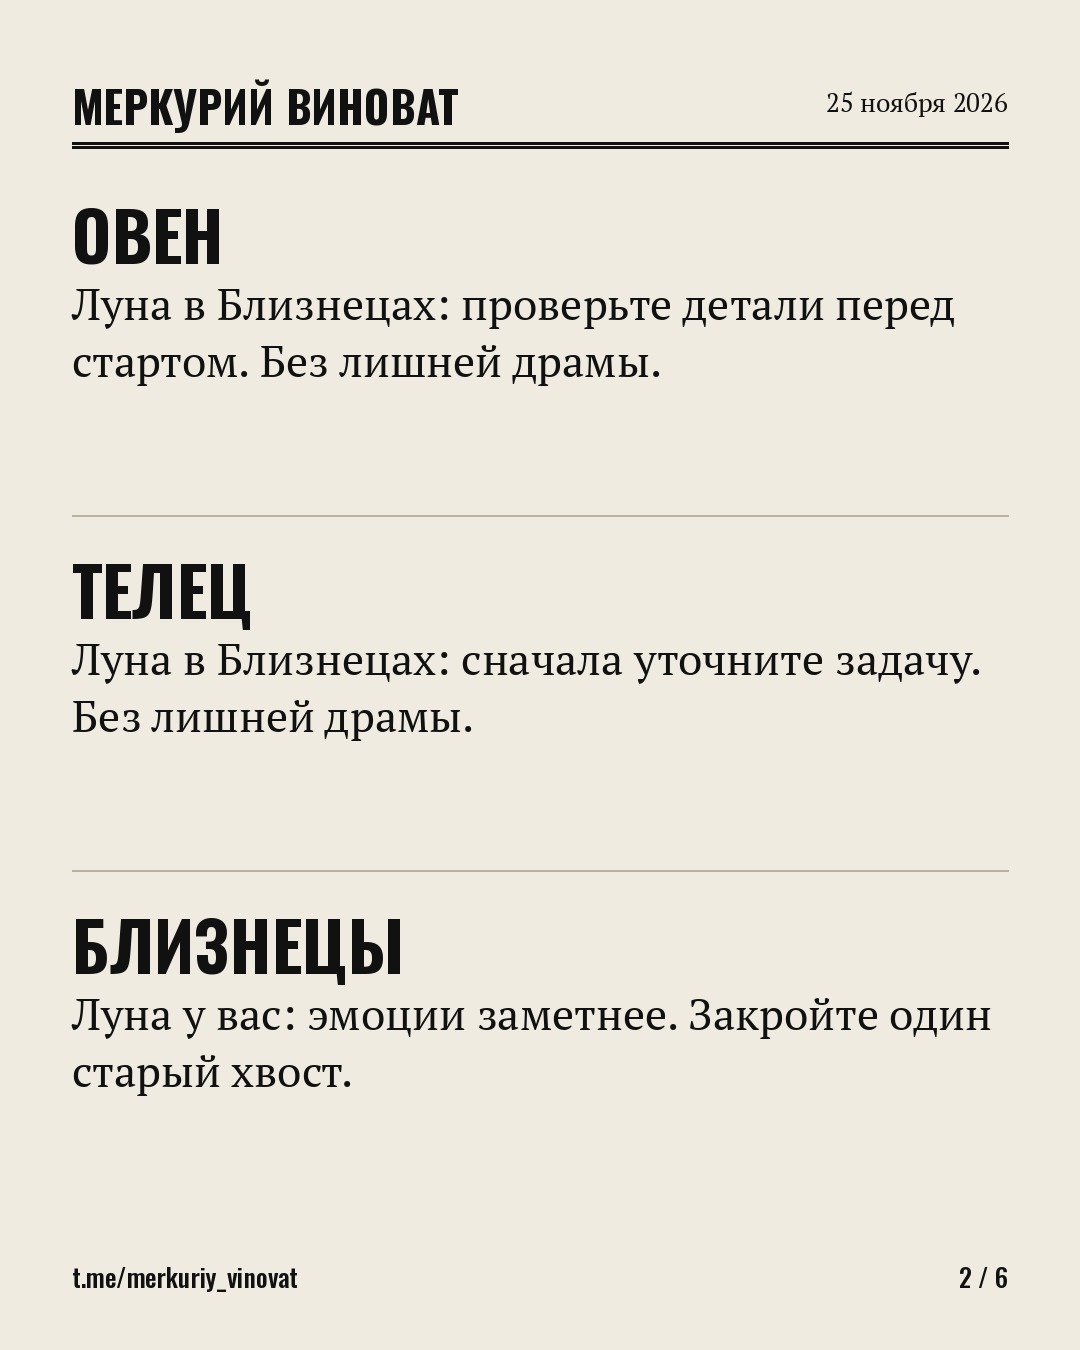 МЕРКУРИЙ ВИНОВАТ
25 ноября 2026
ОВЕН
Луна в Близнецах: проверьте детали перед
стартом. Без лишней драмы.
ТЕЛЕЦ
Луна в Близнецах: сначала уточните задачу.
Без лишней драмы.
БЛИЗНЕЦЫ
Луна у вас: эмоции заметнее. Закройте один
старый хвост.
t.me/merkuriy_vinovat
2 / 6